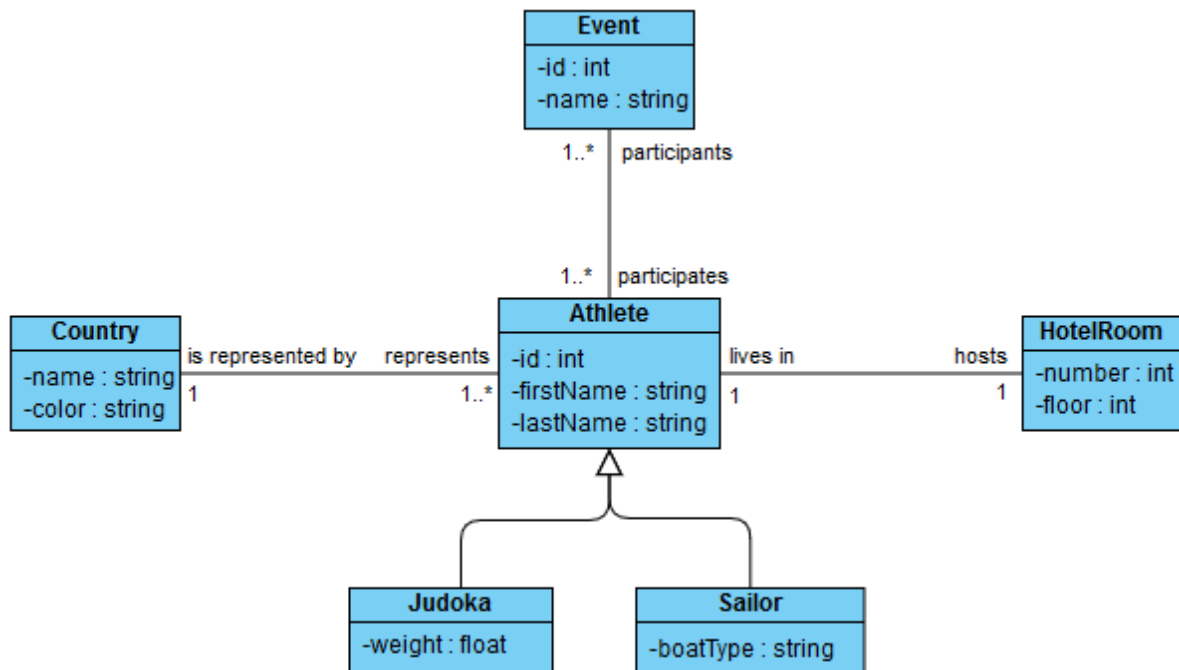 Event
-id : int
-name : string
1..* participants
1..* participates
Country
-name : string
-color : string
is represented by represents
1 1..*
Athlete
-id : int
-firstName : string
-lastName : string
lives in hosts
1 1
HotelRoom
-number : int
-floor : int
Judoka
-weight : float
Sailor
-boatType : string